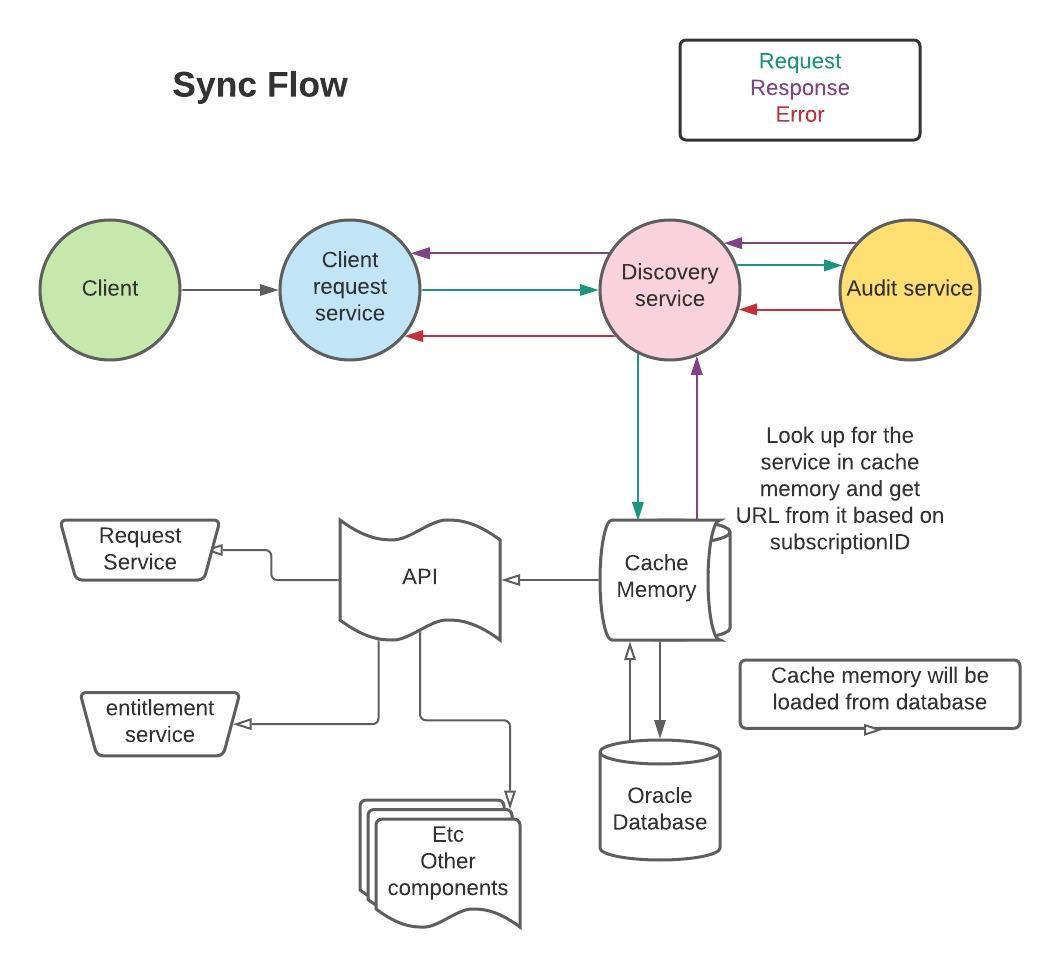 Sync Flow
Request
Response
Error
Client
Client
request
service
Discovery
service
Audit service
Look up for the
service in cache
memory and get
URL from it based on
subscriptionID
Request
Service
API
Cache
Memory
Cache memory will be
loaded from database
entitlement
service
Oracle
Database
Etc
Other
components